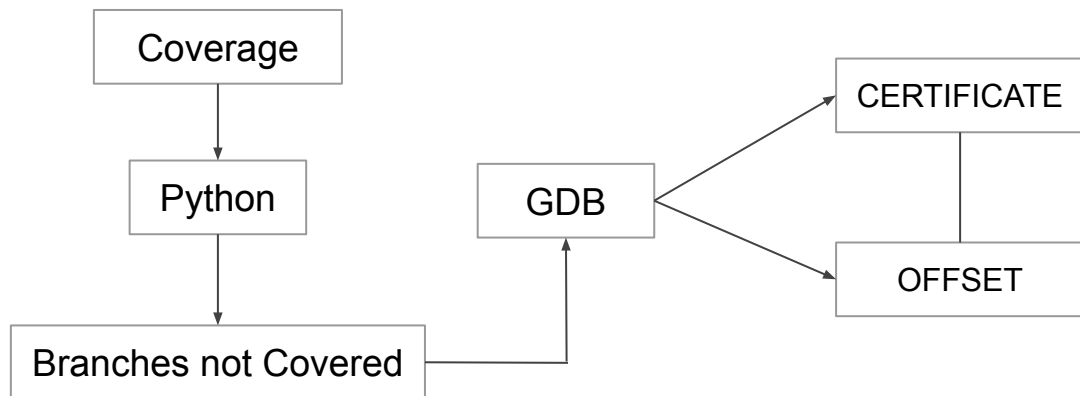 Coverage
Python
Branches not Covered
GDB
CERTIFICATE
OFFSET